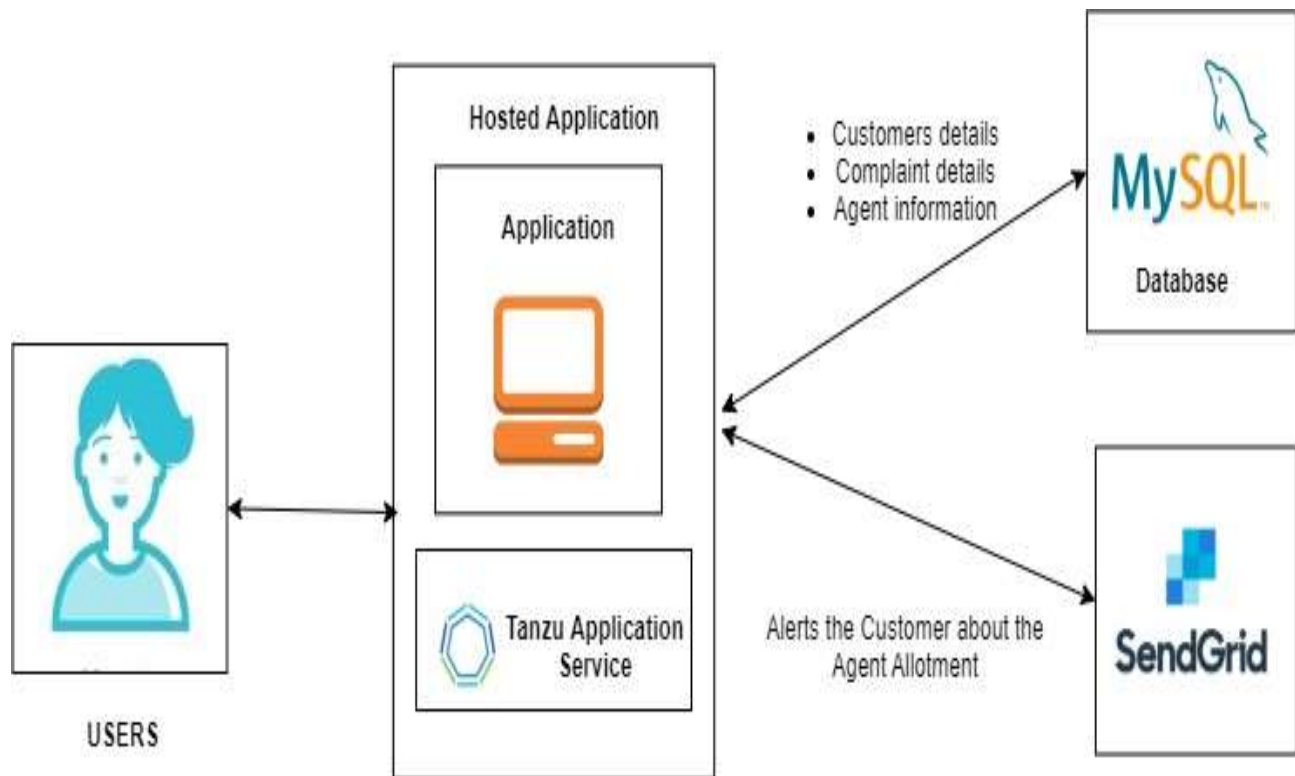 Hosted Application
Application
Tanzu Application
Service
USERS
• Customers details
• Complaint details
• Agent information
MySQL
Database
Alerts the Customer about the
Agent Allotment
SendGrid